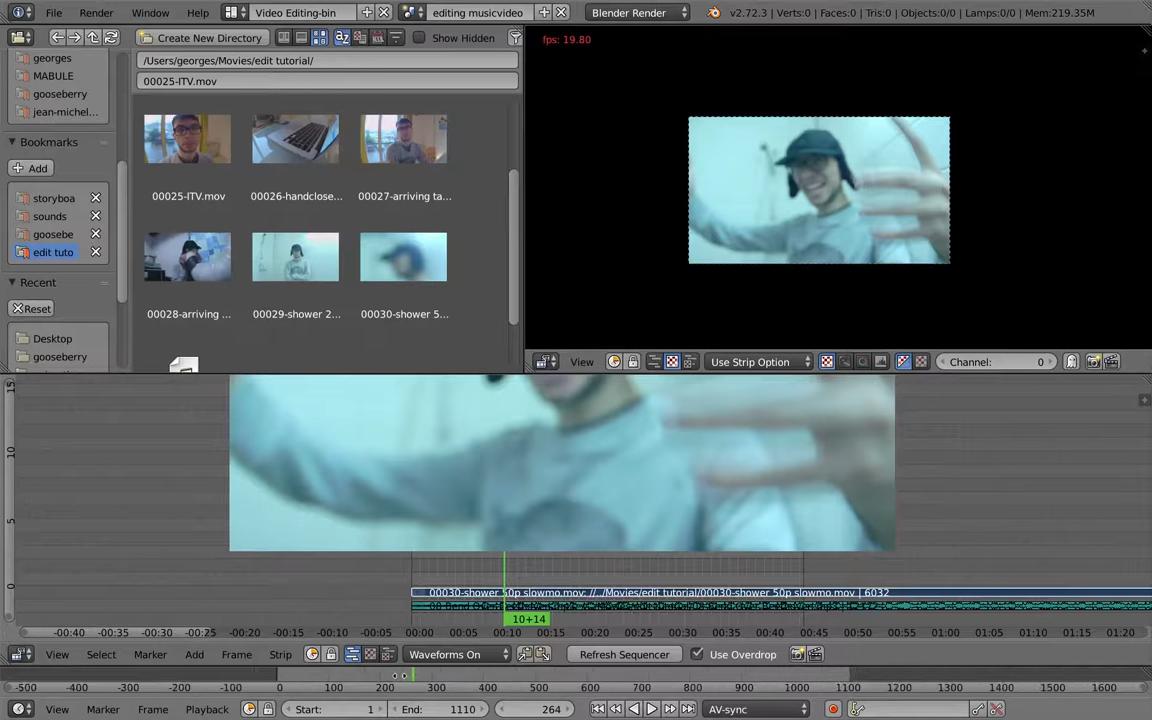 File Render Window Help Video Editing-bin editing musicvideo Blender Render v2.72.3 | Verts:0 | Faces:0 | Tris:0 | Objects:0/0 | Lamps:0/0 | Mem:219.35M
Create New Directory Show Hidden
fps: 19.80
georges
MABULE
gooseberry
jean-michel...
/Users/georges/Movies/edit tutorial/
00025-ITV.mov
Bookmarks
Add
storyboa
sounds
goosebe
edit tuto
00025-ITV.mov 00026-handclose... 00027-arriving ta...
00028-arriving ... 00029-shower 2... 00030-shower 5...
Recent
Reset
Desktop
gooseberry
View Use Strip Option Channel: 0
15
10
5
0
00030-shower 50p slowmo.mov: //../Movies/edit tutorial/00030-shower 50p slowmo.mov | 6032
10+14
-00:40 -00:35 -00:30 -00:25 -00:20 -00:15 -00:10 -00:05 00:00 00:05 00:10 00:15 00:20 00:25 00:30 00:35 00:40 00:45 00:50 00:55 01:00 01:05 01:10 01:15 01:20
View Select Marker Add Frame Strip Waveforms On Refresh Sequencer Use Overdrop
-500 -400 -300 -200 -100 0 100 200 300 400 500 600 700 800 900 1000 1100 1200 1300 1400 1500 1600
View Marker Frame Playback Start: 1 End: 1110 264 AV-sync